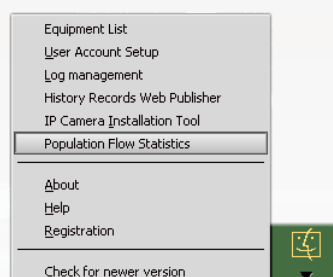 Equipment List
User Account Setup
Log management
History Records Web Publisher
IP Camera Installation Tool
Population Flow Statistics
About
Help
Registration
Check for newer version